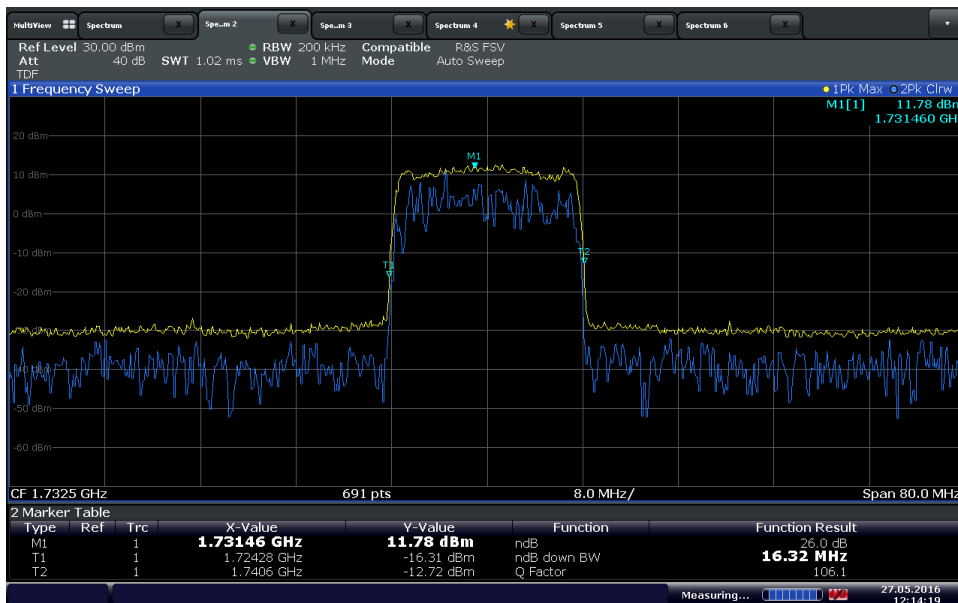 MultiView Spectrum X Spe..m 2 X Spe..m 3 X Spectrum 4 X Spectrum 5 X Spectrum 6 X
Ref Level 30.00 dBm RBW 200 kHz Compatible R&S FSV
Att 40 dB SWT 1.02 ms VBW 1 MHz Mode Auto Sweep
TDF
1 Frequency Sweep 1Pk Max 2Pk Clrw
M1[1] 11.78 dBm
1.731460 GH
20 dBm
M1
10 dBm
0 dBm
-10 dBm
T2
T1
-20 dBm
-50 dBm
-60 dBm
CF 1.7325 GHz 691 pts 8.0 MHz/ Span 80.0 MHz
2 Marker Table
Type Ref Trc X-Value Y-Value Function Function Result
M1 1 1.73146 GHz 11.78 dBm ndB 26.0 dB
T1 1 1.72428 GHz -16.31 dBm ndB down BW 16.32 MHz
T2 1 1.7406 GHz -12.72 dBm Q Factor 106.1
Measuring... 27.05.2016
12:14:19